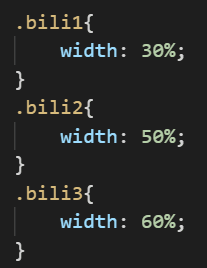 .bili1{
    width: 30%;
}
.bili2{
    width: 50%;
}
.bili3{
    width: 60%;
}